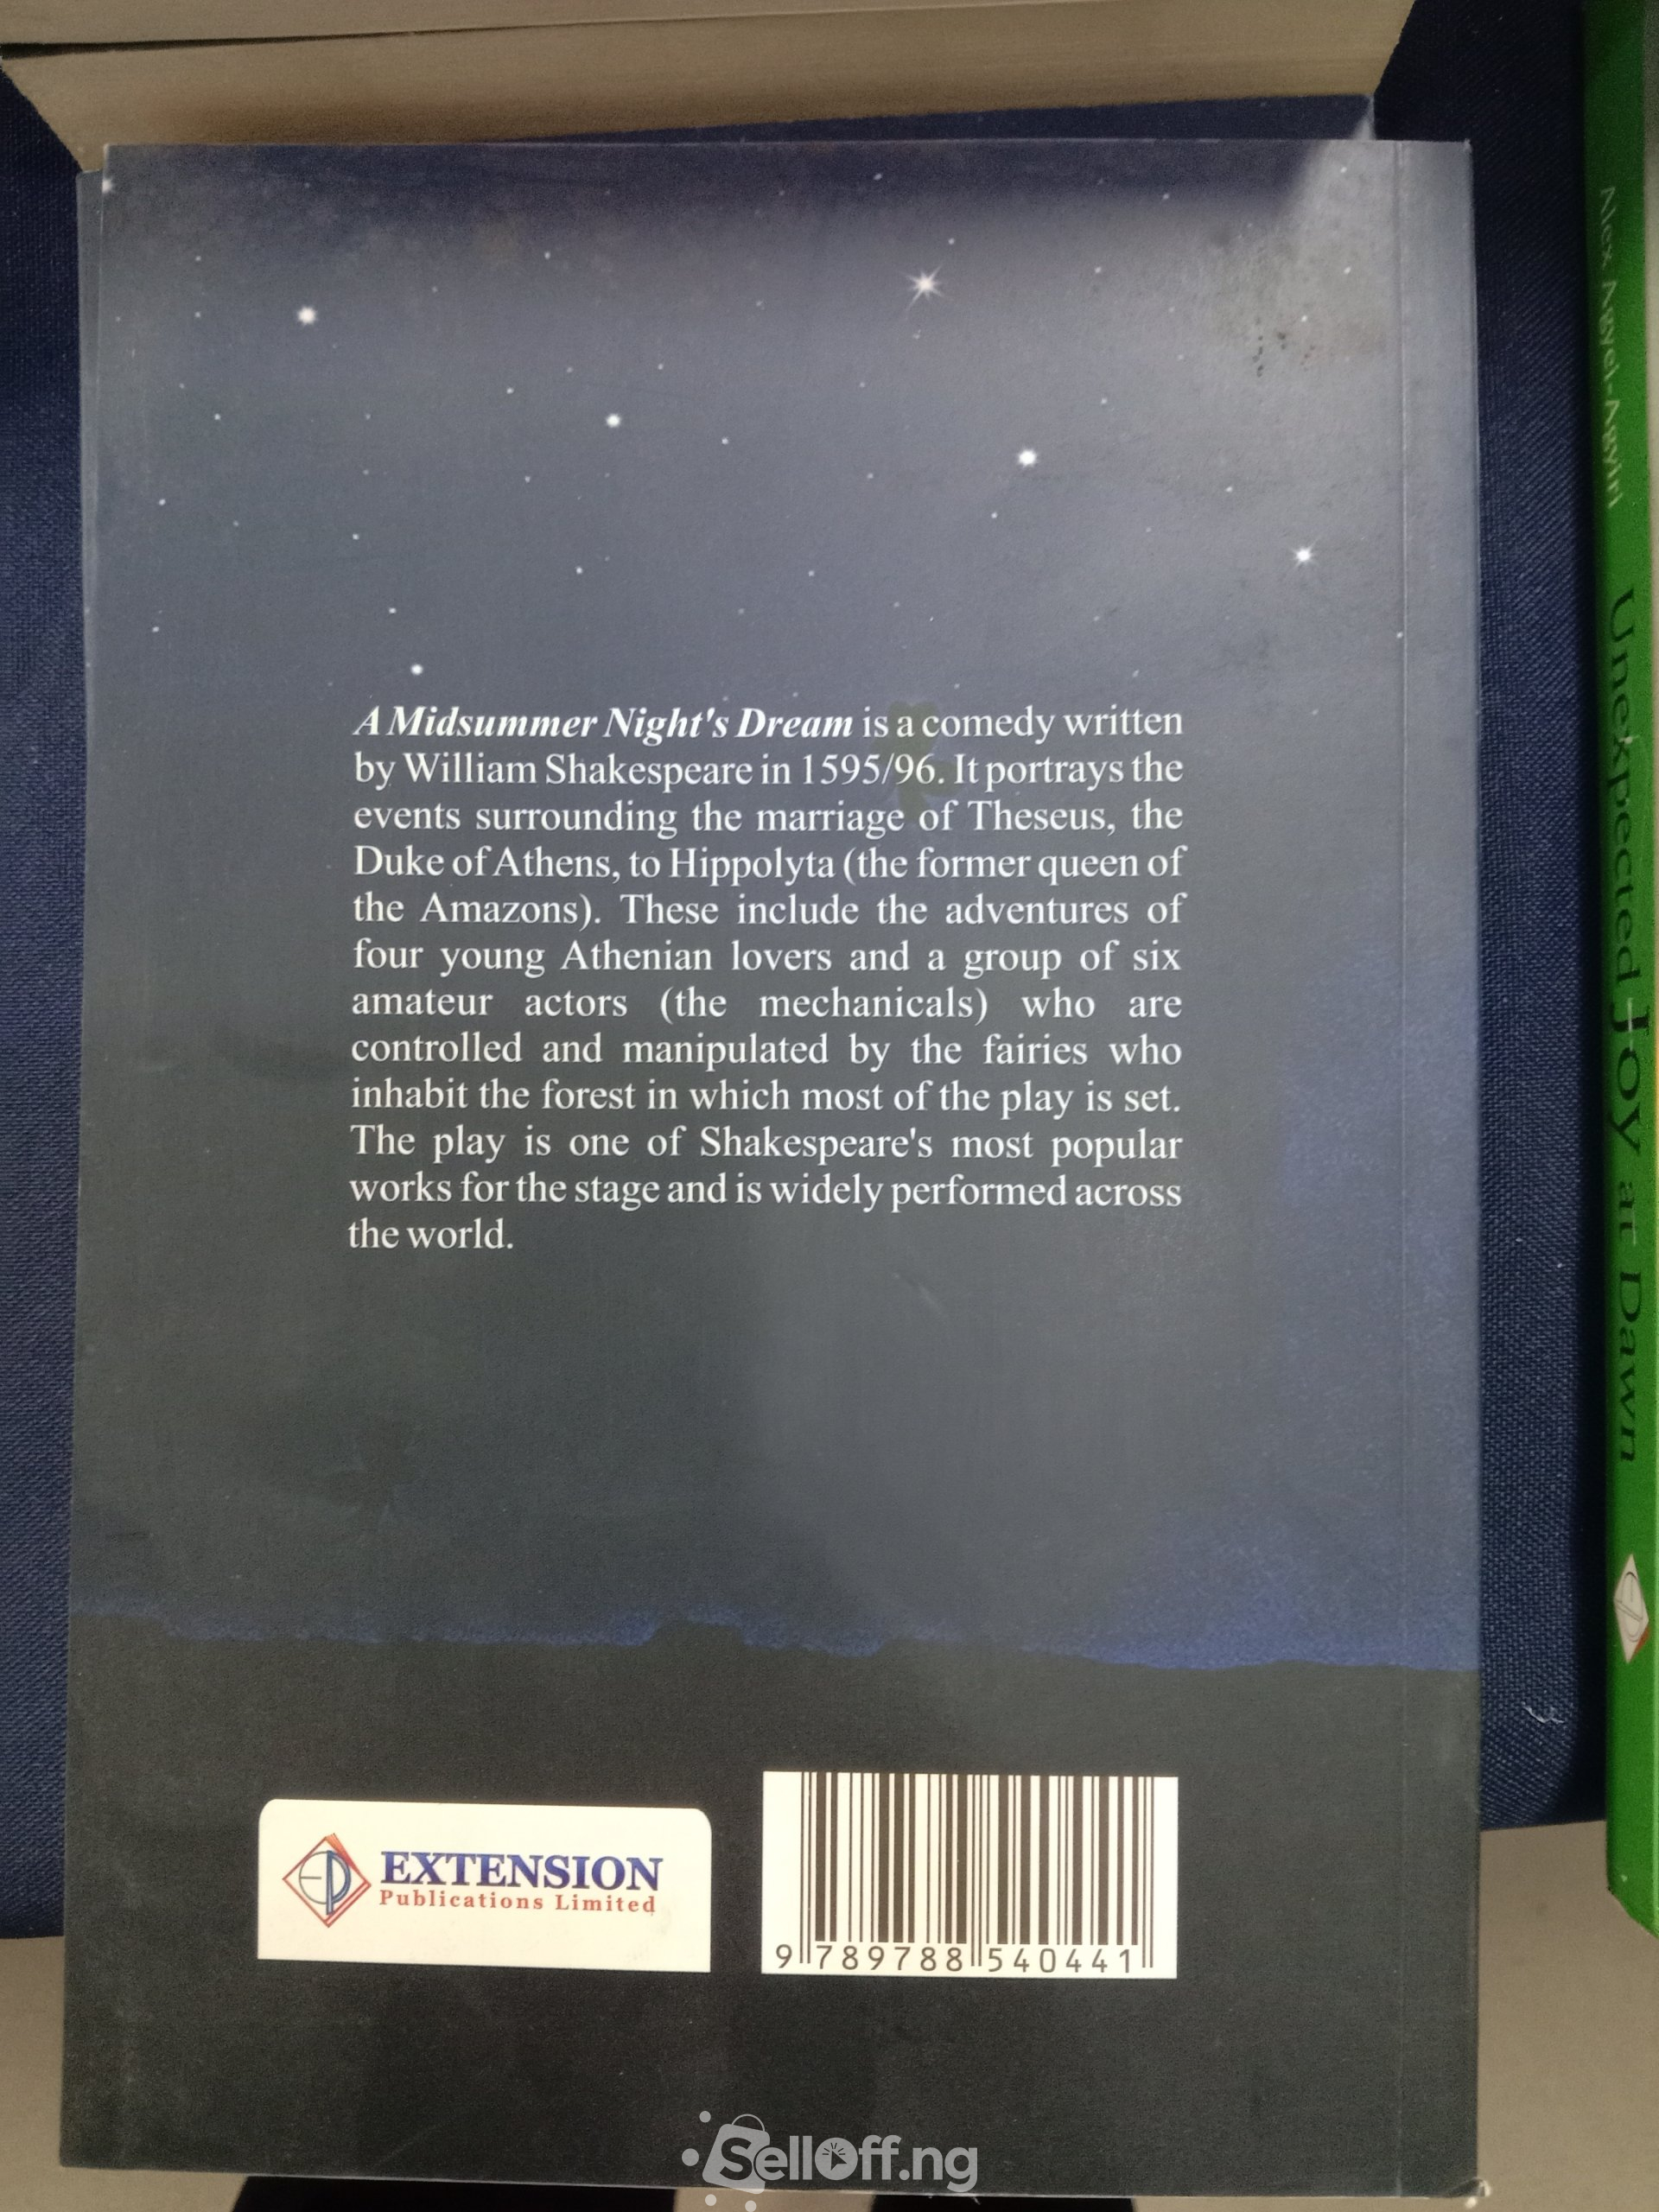 A Midsummer Night's Dream is a comedy written
by William Shakespeare in 1595/96. It portrays the
events surrounding the marriage of Theseus, the
Duke of Athens, to Hippolyta (the former queen of
the Amazons). These include the adventures of
four young Athenian lovers and a group of six
amateur actors (the mechanicals) who are
controlled and manipulated by the fairies who
inhabit the forest in which most of the play is set.
The play is one of Shakespeare's most popular
works for the stage and is widely performed across
the world.
EP EXTENSION
Publications Limited
9 789788 540441
Alex Agyei-Agyiri Unexpected Joy at Dawn EP
SellOff.ng